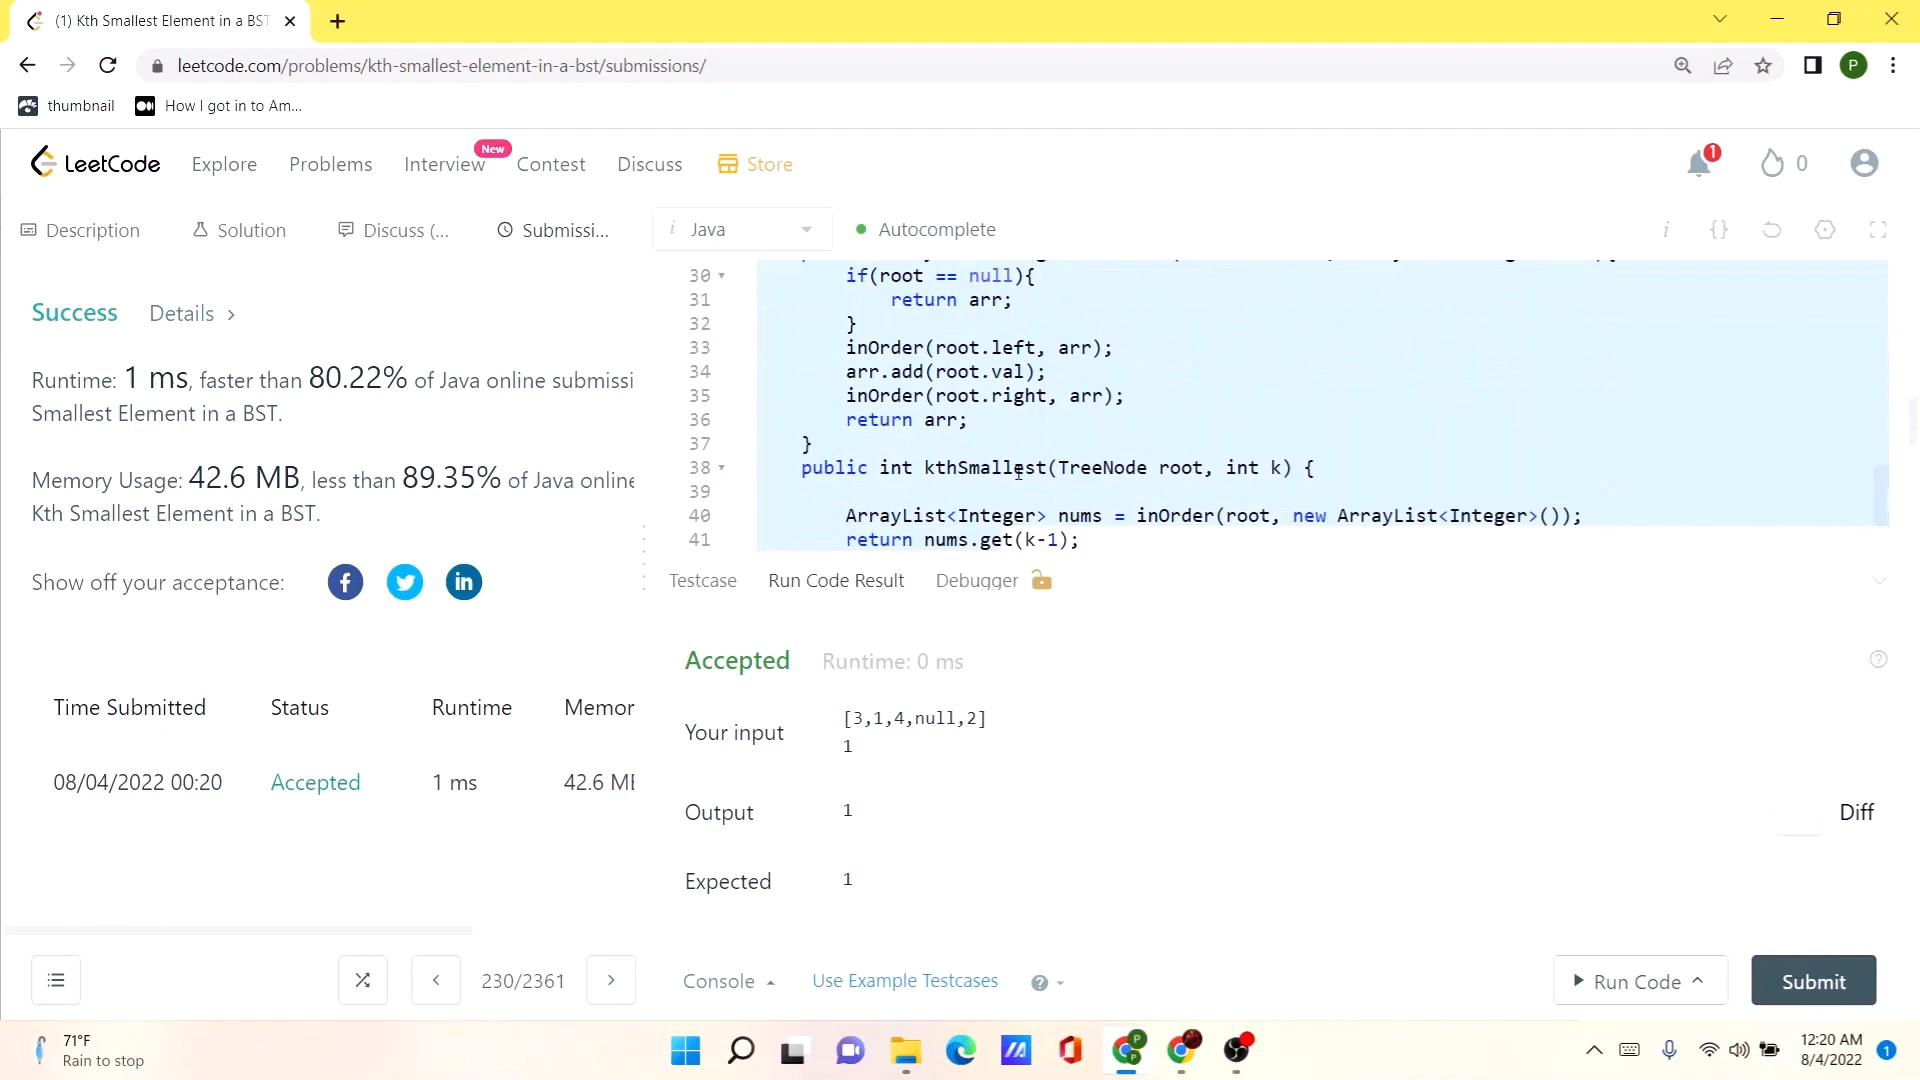 (1) Kth Smallest Element in a BST
leetcode.com/problems/kth-smallest-element-in-a-bst/submissions/
P
thumbnail
How I got in to Am...
LeetCode
Explore
Problems
Interview
New
Contest
Discuss
Store
1
0
Description
Solution
Discuss (...
Submissi...
i Java
Autocomplete
i
{}
Success
Details >
Runtime: 1 ms, faster than 80.22% of Java online submissi
Smallest Element in a BST.
Memory Usage: 42.6 MB, less than 89.35% of Java online
Kth Smallest Element in a BST.
Show off your acceptance:
Time Submitted Status Runtime Memor
08/04/2022 00:20 Accepted 1 ms 42.6 MB
30 if(root == null){
31 return arr;
32 }
33 inOrder(root.left, arr);
34 arr.add(root.val);
35 inOrder(root.right, arr);
36 return arr;
37 }
38 public int kthSmallest(TreeNode root, int k) {
39
40 ArrayList<Integer> nums = inOrder(root, new ArrayList<Integer>());
41 return nums.get(k-1);
Testcase Run Code Result Debugger
Accepted Runtime: 0 ms
Your input
[3,1,4,null,2]
1
Output 1
Diff
Expected 1
230/2361
Console
Use Example Testcases
Run Code
Submit
71°F
Rain to stop
12:20 AM
8/4/2022
1